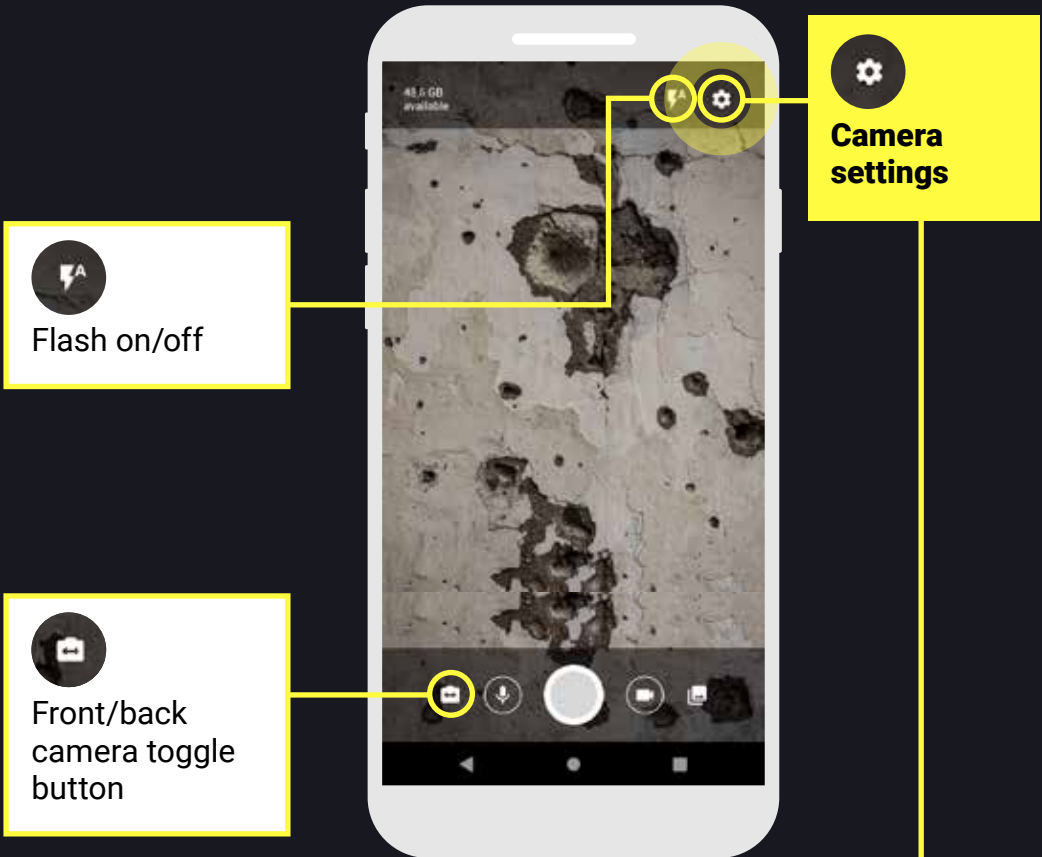 48,6 GB
available
A
Camera
settings
A
Flash on/off
Front/back
camera toggle
button